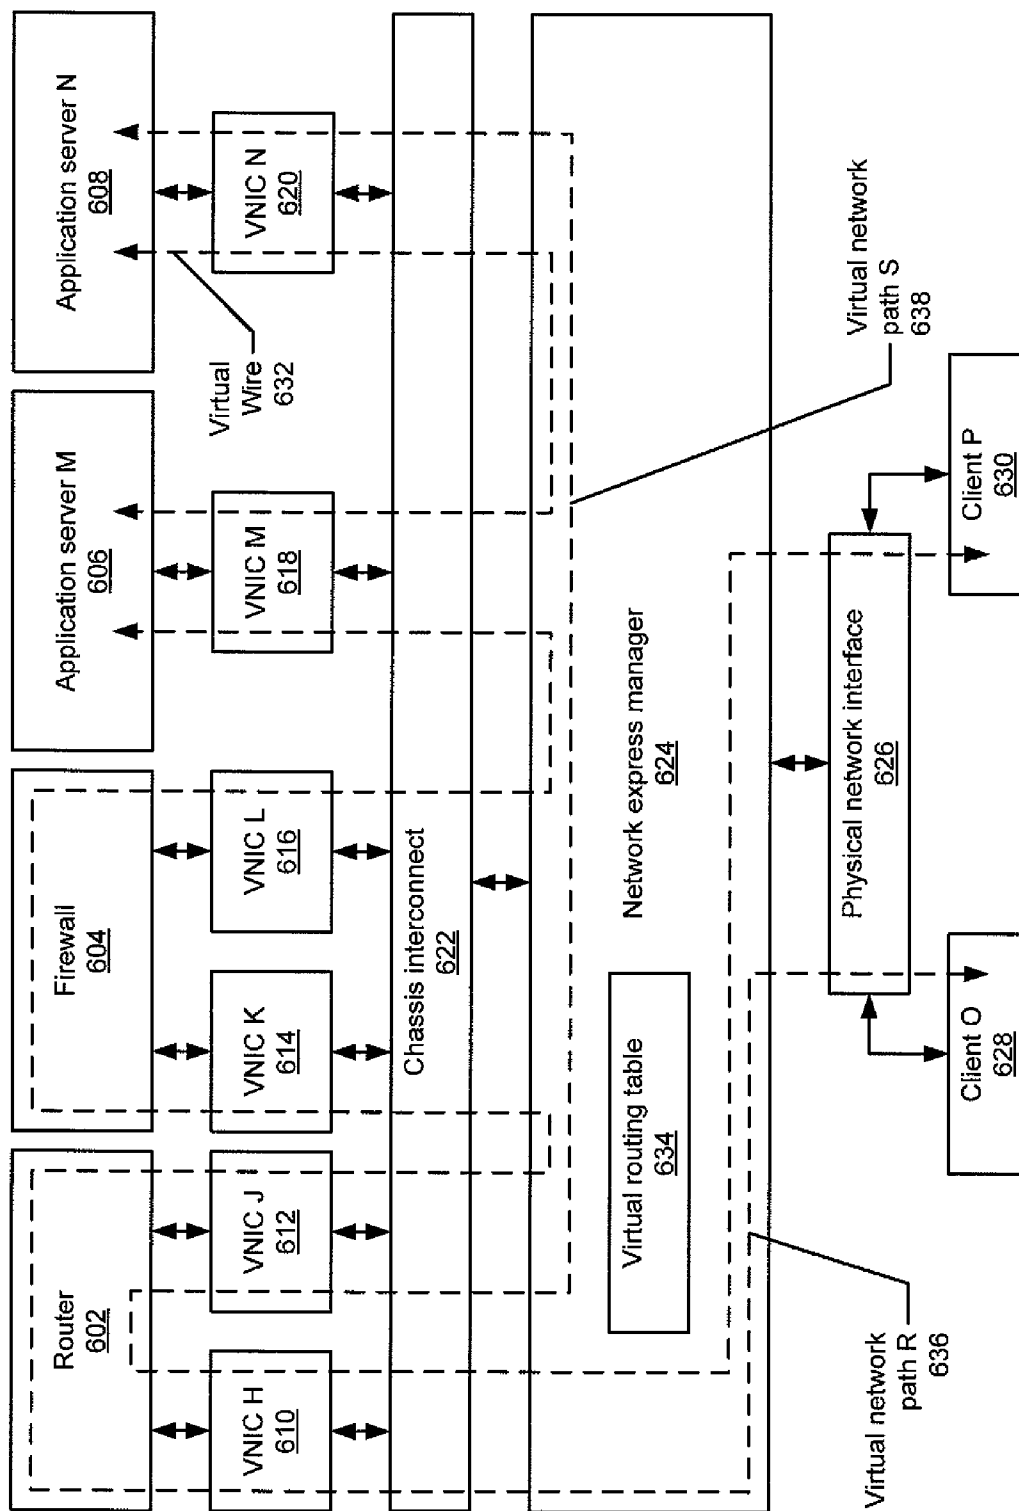 Router
602
Firewall
604
Application server M
606
Application server N
608
VNIC H
610
VNIC J
612
VNIC K
614
VNIC L
616
VNIC M
618
VNIC N
620
Virtual
Wire
632
Chassis interconnect
622
Virtual routing table
634
Network express manager
624
Virtual network
path R
636
Physical network interface
626
Virtual network
path S
638
Client O
628
Client P
630